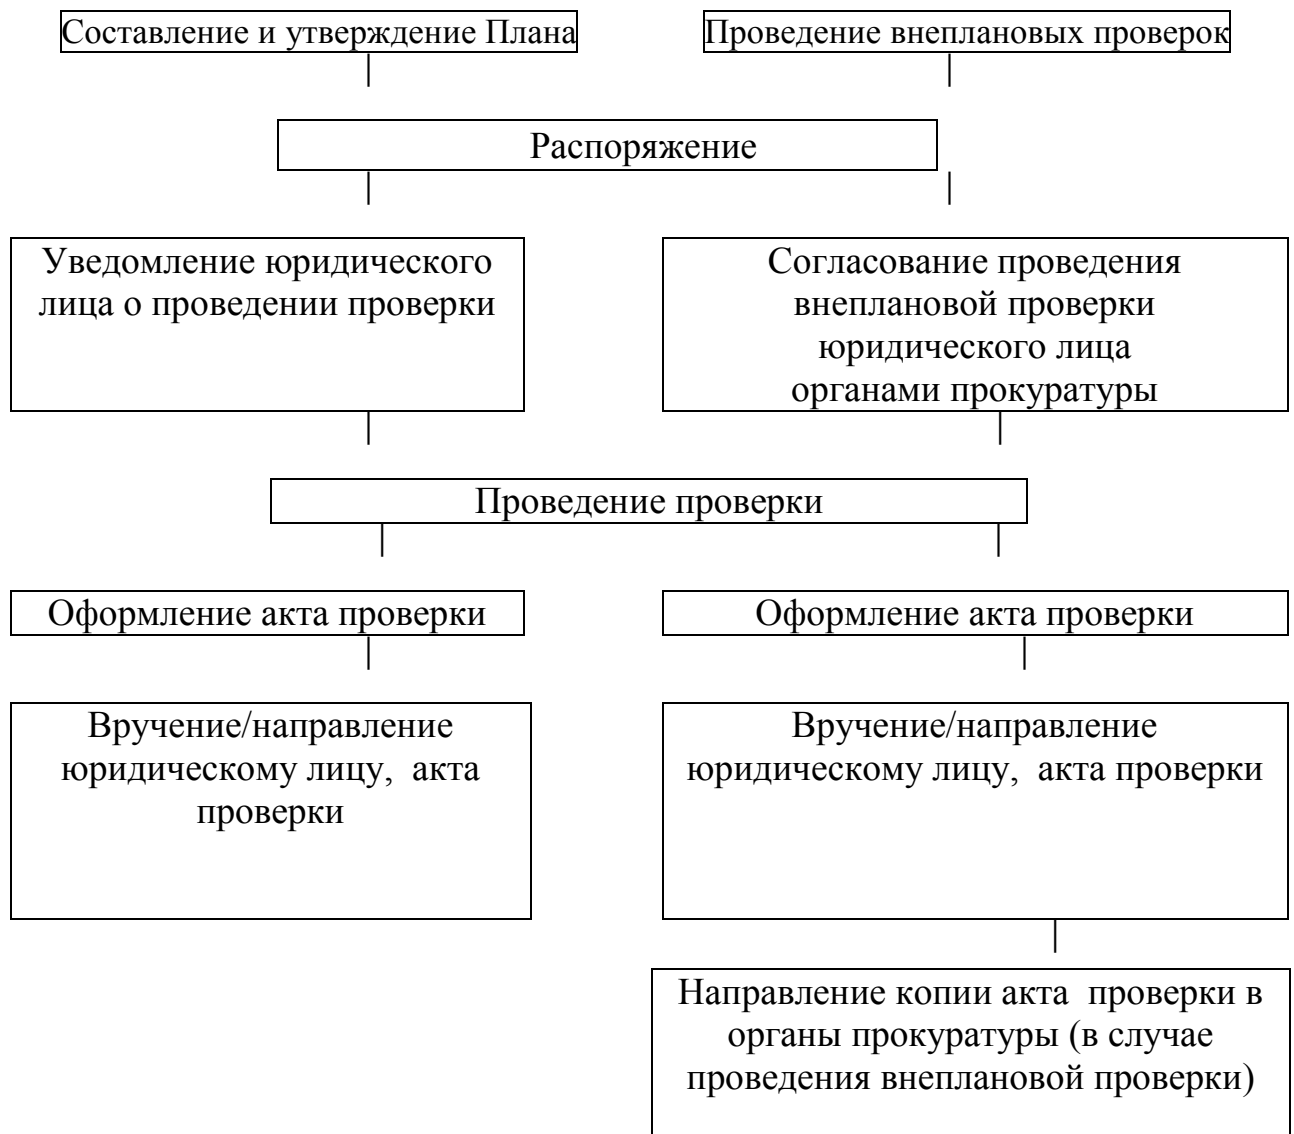 Составление и утверждение Плана
Проведение внеплановых проверок
Распоряжение
Уведомление юридического
лица о проведении проверки
Согласование проведения
внеплановой проверки
юридического лица
органами прокуратуры
Проведение проверки
Оформление акта проверки
Оформление акта проверки
Вручение/направление
юридическому лицу, акта
проверки
Вручение/направление
юридическому лицу, акта проверки
Направление копии акта проверки в
органы прокуратуры (в случае
проведения внеплановой проверки)